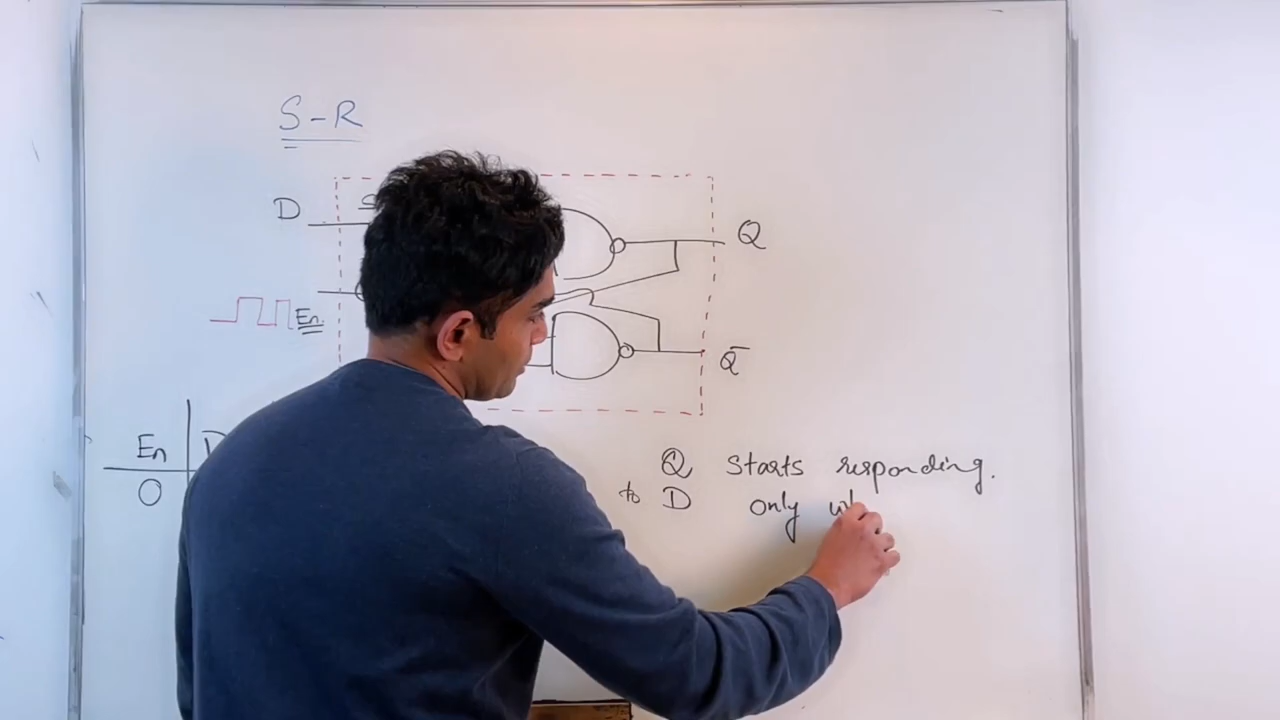 S-R
D
Q
En.
Q̅
En
0
Q starts responding.
to D only